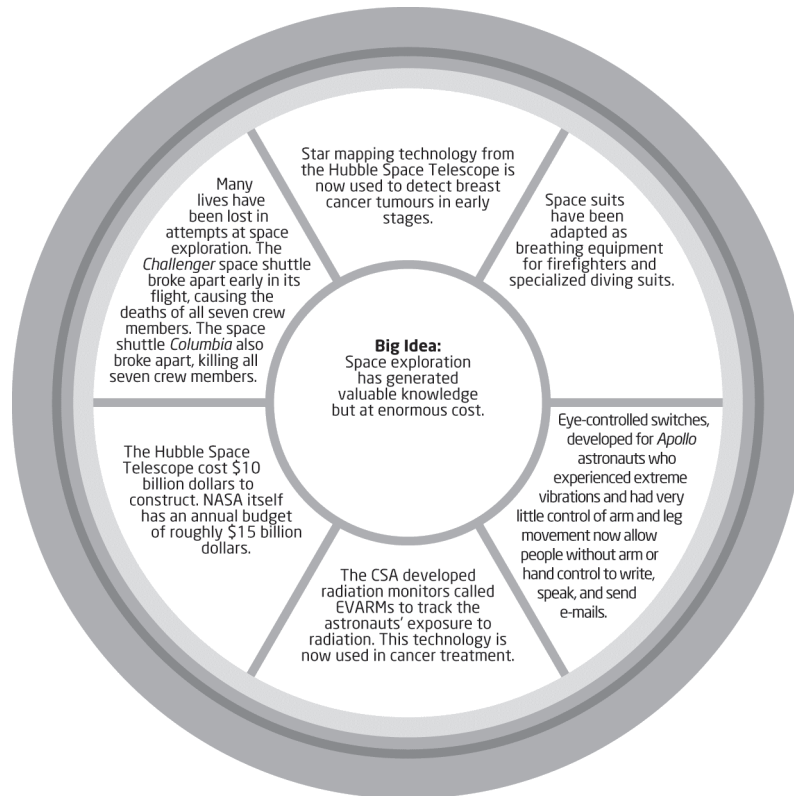 Star mapping technology from
the Hubble Space Telescope is
now used to detect breast
cancer tumours in early
stages.
Space suits
have been
adapted as
breathing equipment
for firefighters and
specialized diving suits.
Eye-controlled switches,
developed for Apollo
astronauts who
experienced extreme
vibrations and had very
little control of arm and leg
movement now allow
people without arm or
hand control to write,
speak, and send
e-mails.
The CSA developed
radiation monitors called
EVARMs to track the
astronauts' exposure to
radiation. This technology is
now used in cancer treatment.
The Hubble Space
Telescope cost $10
billion dollars to
construct. NASA itself
has an annual budget
of roughly $15 billion
dollars.
Many
lives have
been lost in
attempts at space
exploration. The
Challenger space shuttle
broke apart early in its
flight, causing the
deaths of all seven crew
members. The space
shuttle Columbia also
broke apart, killing all
seven crew members.
Big Idea:
Space exploration
has generated
valuable knowledge
but at enormous cost.